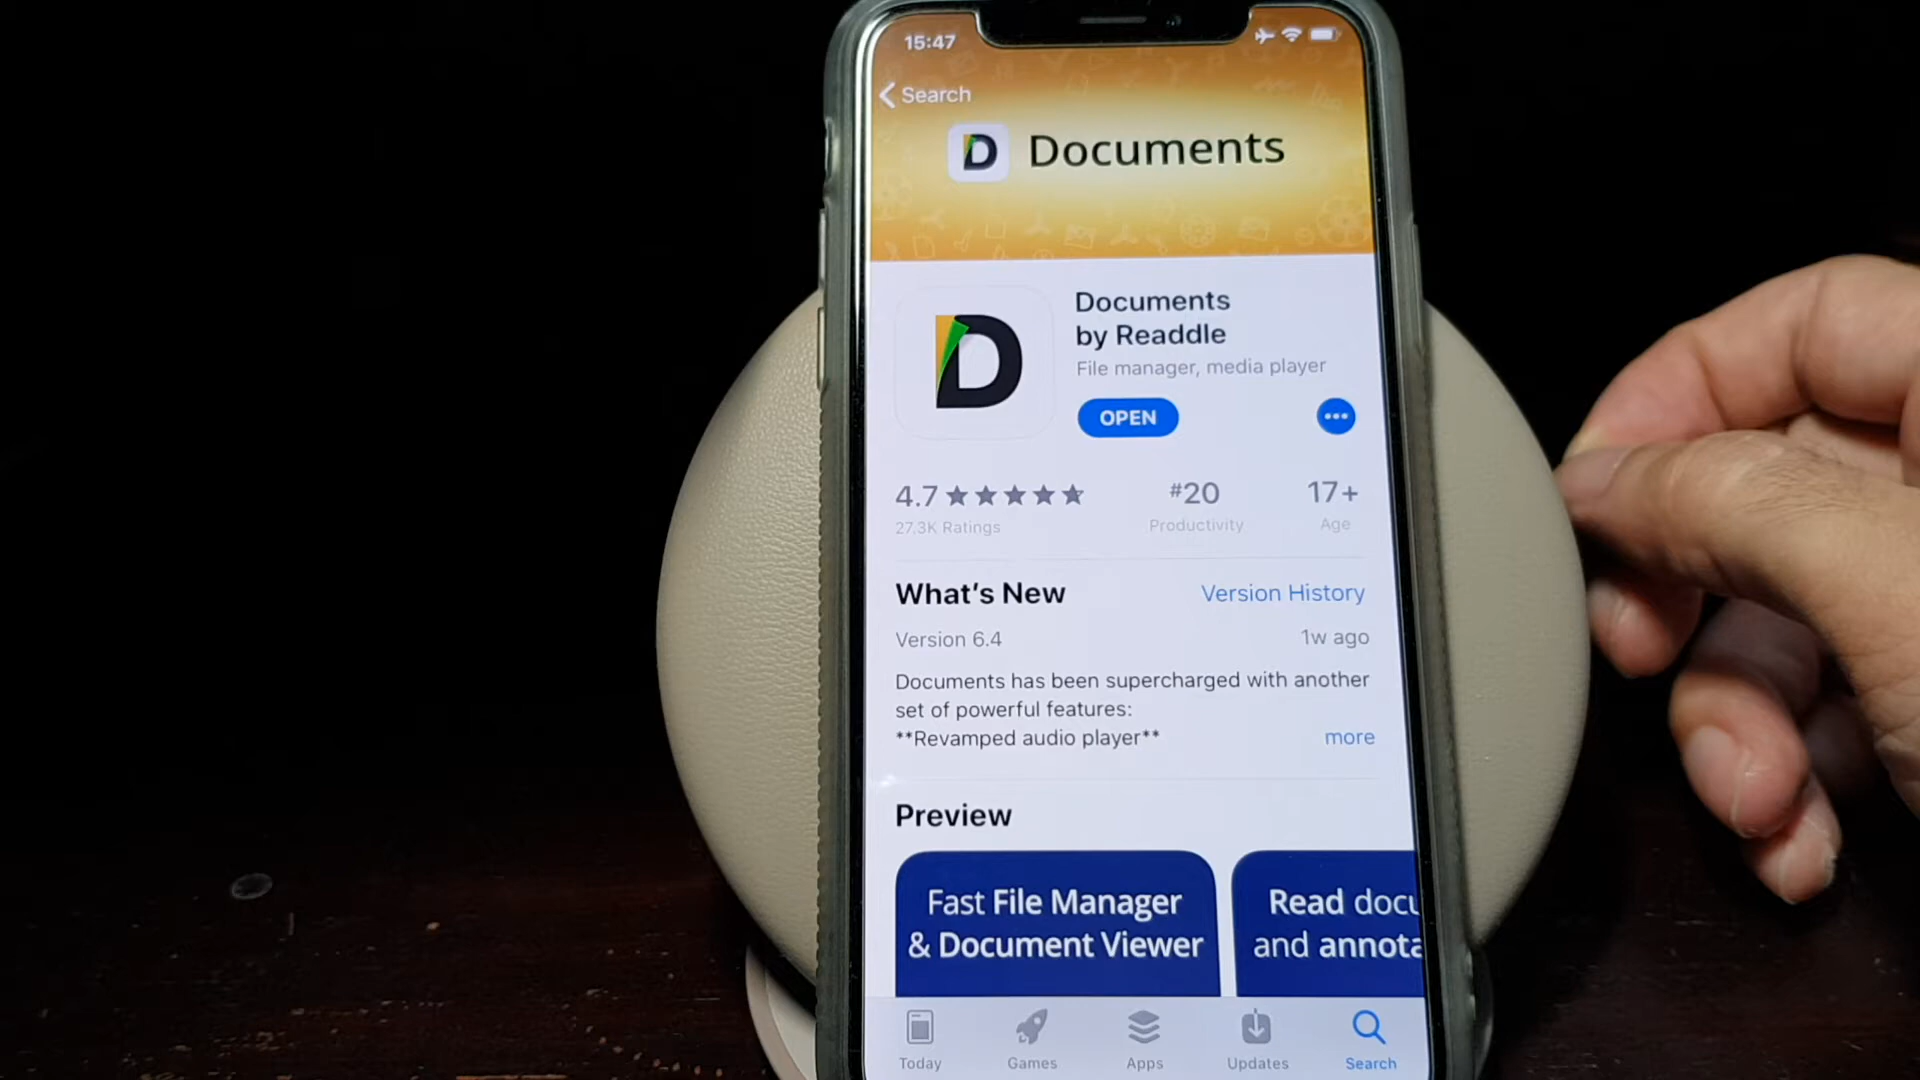 15:47
Search
D Documents
D
Documents
by Readdle
File manager, media player
OPEN
4.7
#20
17+
27,3K Ratings
Productivity
Age
What's New
Version History
Version 6.4
1w ago
Documents has been supercharged with another
set of powerful features:
**Revamped audio player**
more
Preview
Fast File Manager
& Document Viewer
Read docu
and annota
Today
Games
Apps
Updates
Search